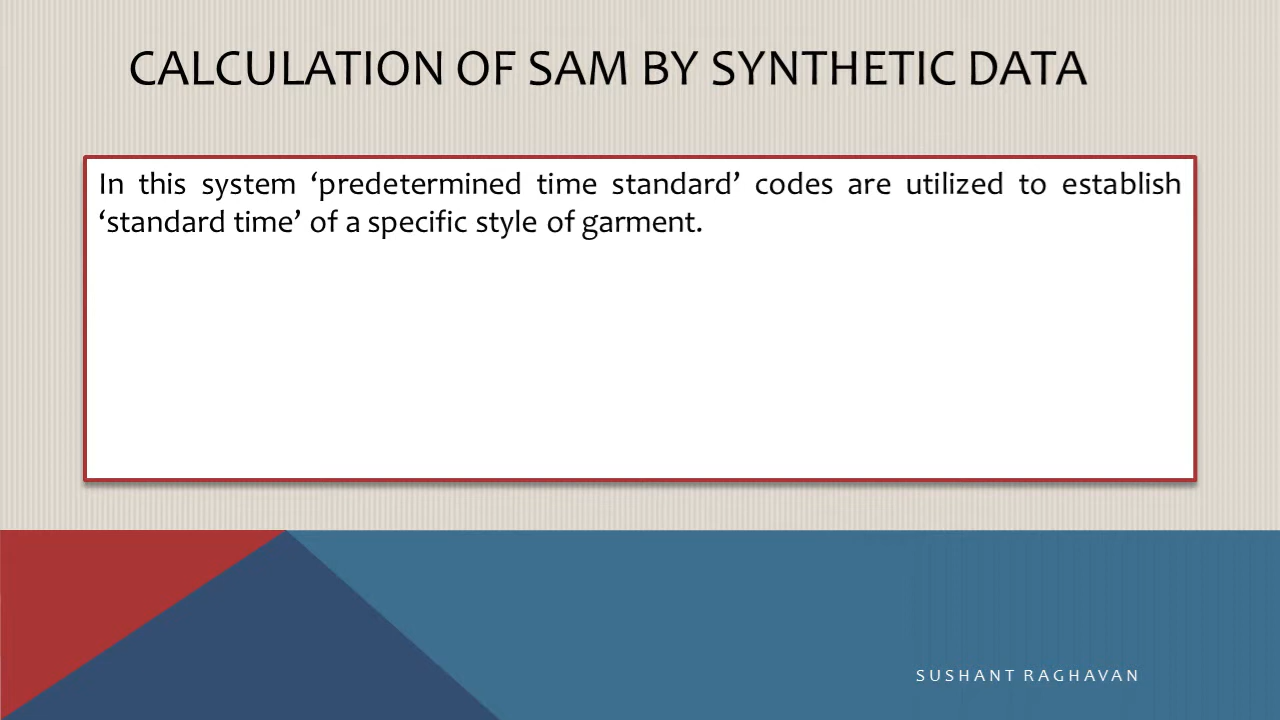 CALCULATION OF SAM BY SYNTHETIC DATA
In this system ‘predetermined time standard’ codes are utilized to establish
‘standard time’ of a specific style of garment.
SUSHANT RAGHAVAN